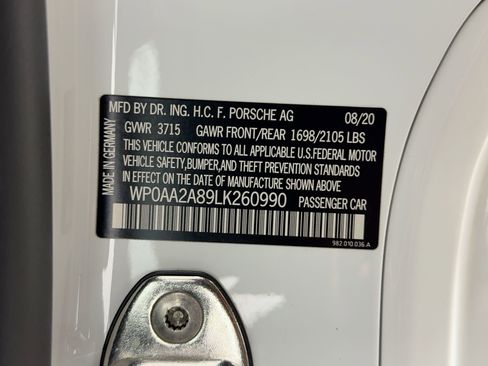 MFD BY DR. ING. H.C. F. PORSCHE AG 08/20
GVWR 3715 GAWR FRONT/REAR 1698/2105 LBS
THIS VEHICLE CONFORMS TO ALL APPLICABLE U.S.FEDERAL MOTOR
VEHICLE SAFETY,BUMPER,AND THEFT PREVENTION STANDARDS
IN EFFECT ON THE DATE OF MANUFACTURE SHOWN ABOVE.
WP0AA2A89LK260990 PASSENGER CAR
982.010.036.A
MADE IN GERMANY